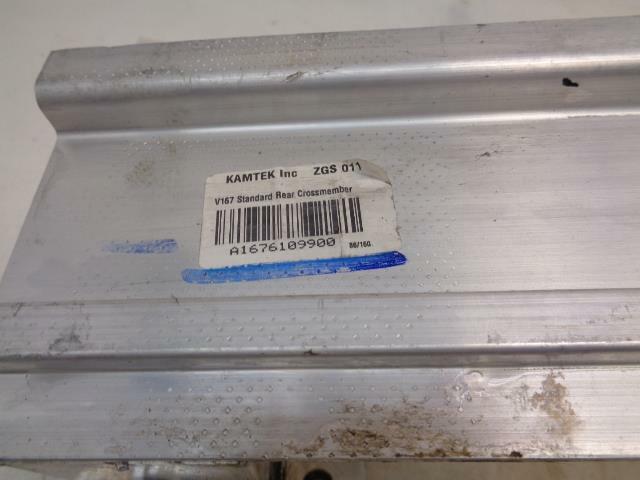 KAMTEK Inc ZGS 011
V167 Standard Rear Crossmember
A1676109900 86/160